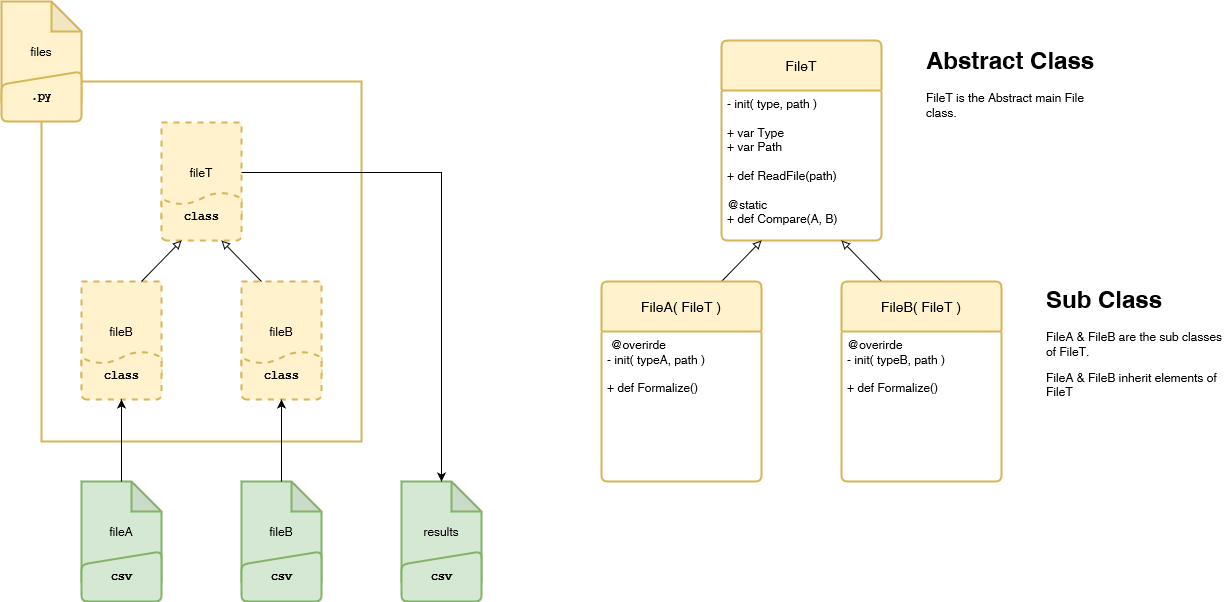 files
.py
fileT
class
fileB
class
fileB
class
fileA
csv
fileB
csv
results
csv
FileT
- init( type, path )
+ var Type
+ var Path
+ def ReadFile(path)
@static
+ def Compare(A, B)
Abstract Class
FileT is the Abstract main File
class.
FileA( FileT )
@overirde
- init( typeA, path )
+ def Formalize()
FileB( FileT )
@overirde
- init( typeB, path )
+ def Formalize()
Sub Class
FileA & FileB are the sub classes
of FileT.
FileA & FileB inherit elements of
FileT